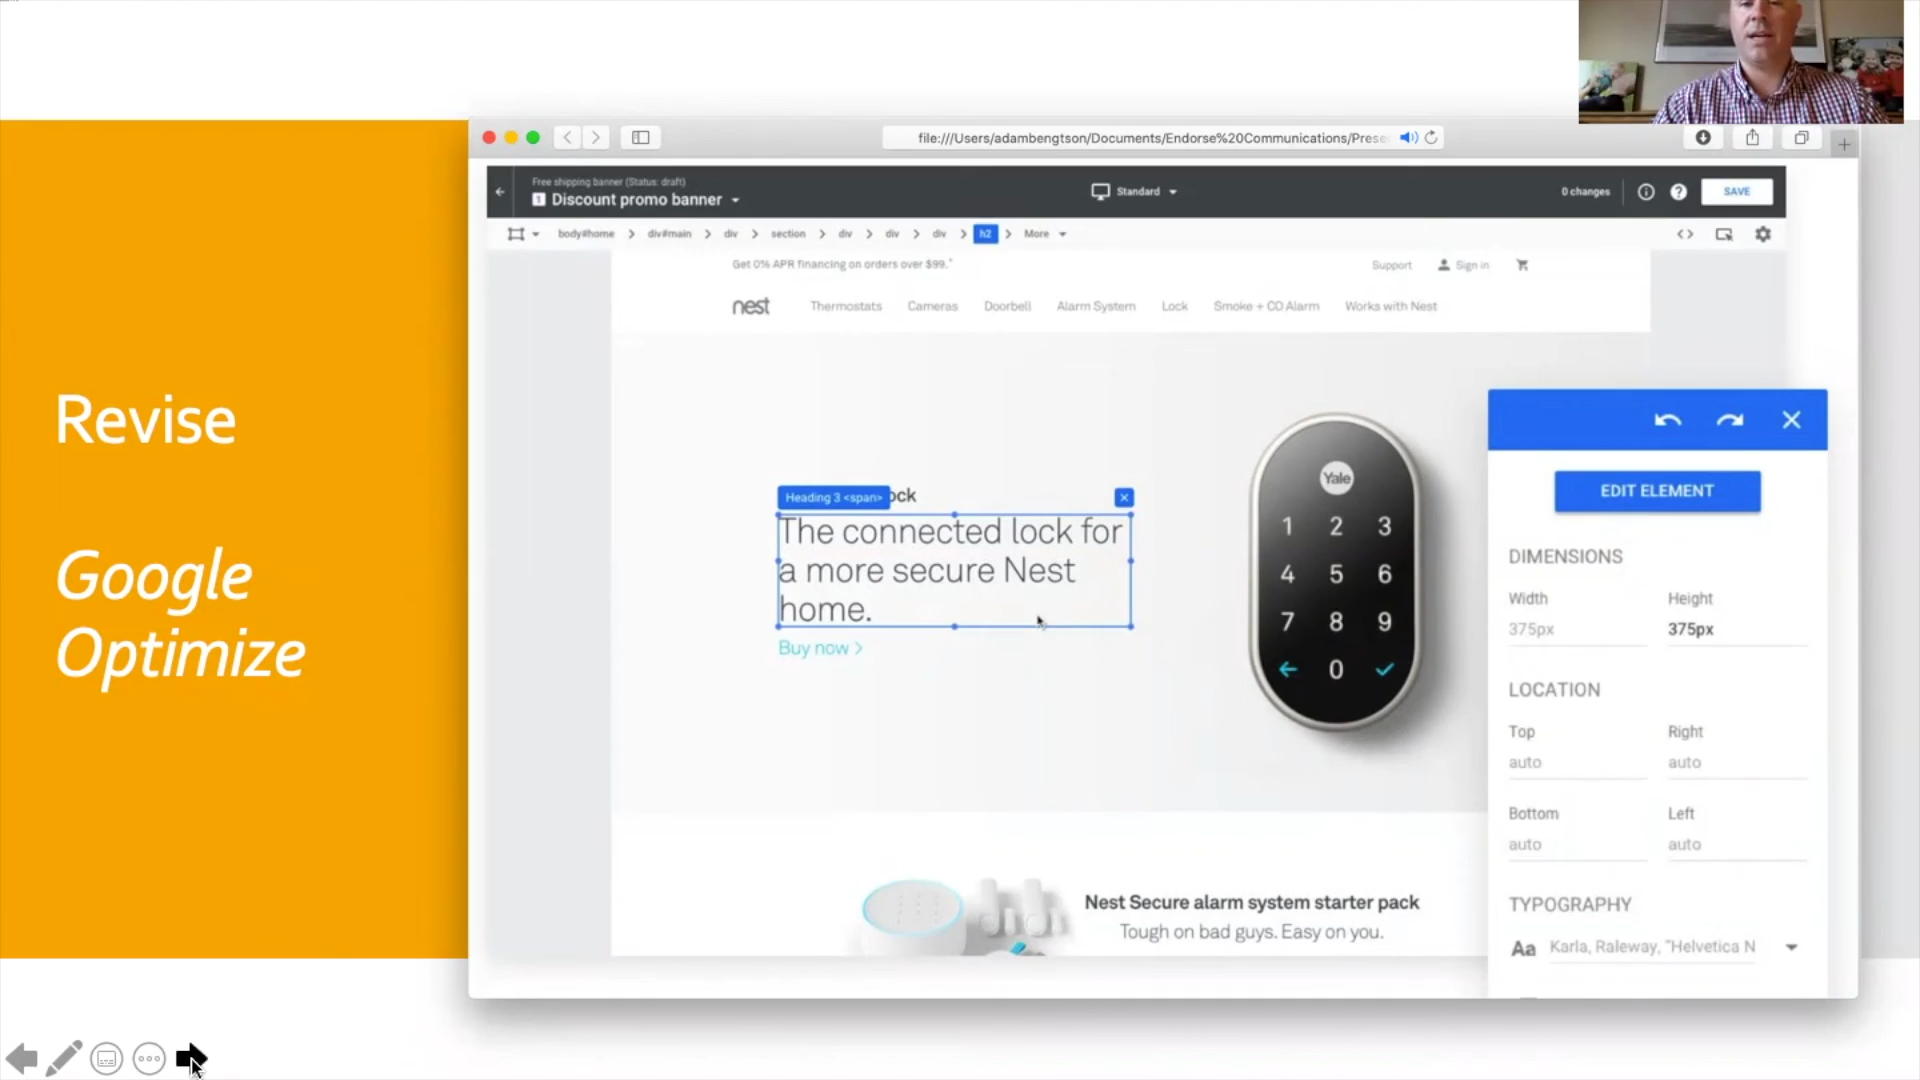 Revise
Google
Optimize
file:///Users/adambengtson/Documents/Endorse%20Communications/Prese
Free shipping banner (Status: draft)
1 Discount promo banner
Standard
0 changes
SAVE
body#home > div#main > div > section > div > div > div > h2 > More
Get 0% APR financing on orders over $99.*
Support
Sign in
nest
Thermostats
Cameras
Doorbell
Alarm System
Lock
Smoke + CO Alarm
Works with Nest
Heading 3 <span>
ock
The connected lock for
a more secure Nest
home.
Buy now >
Yale
1 2 3
4 5 6
7 8 9
0
EDIT ELEMENT
DIMENSIONS
Width Height
375px 375px
LOCATION
Top Right
auto auto
Bottom Left
auto auto
TYPOGRAPHY
Aa Karla, Raleway, "Helvetica N
Nest Secure alarm system starter pack
Tough on bad guys. Easy on you.